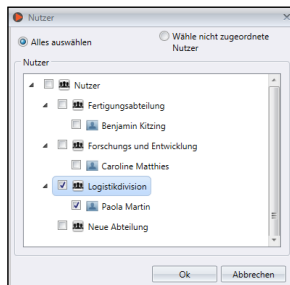 Nutzer
Alles auswählen
Wähle nicht zugeordnete
Nutzer
Nutzer
Nutzer
Fertigungsabteilung
Benjamin Kitzing
Forschungs und Entwicklung
Caroline Matthies
Logistikdivision
Paola Martin
Neue Abteilung
Ok
Abbrechen